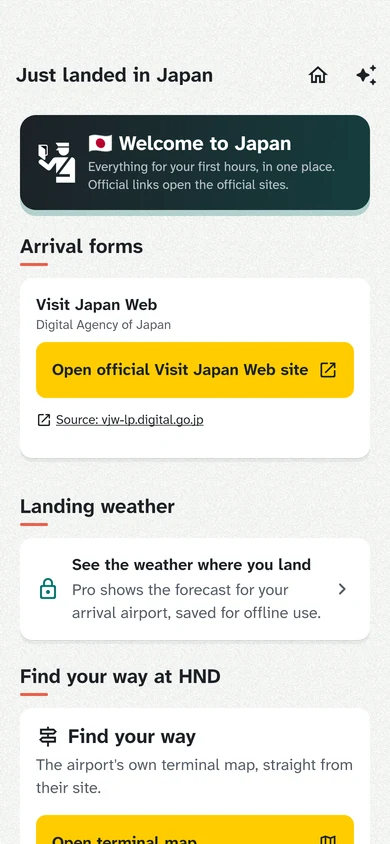 Just landed in Japan
🇯🇵 Welcome to Japan
Everything for your first hours, in one place.
Official links open the official sites.
Arrival forms
Visit Japan Web
Digital Agency of Japan
Open official Visit Japan Web site
Source: vjw-lp.digital.go.jp
Landing weather
See the weather where you land
Pro shows the forecast for your
arrival airport, saved for offline use.
Find your way at HND
Find your way
The airport's own terminal map, straight from
their site.
Open terminal map